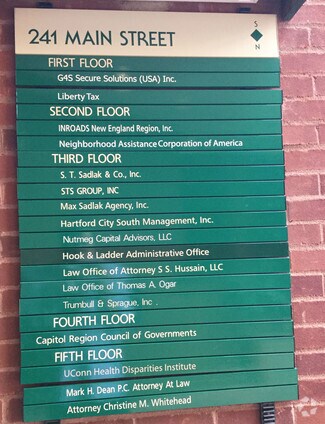 241 MAIN STREET
S
N
FIRST FLOOR
G4S Secure Solutions (USA) Inc.
Liberty Tax
SECOND FLOOR
INROADS New England Region, Inc.
Neighborhood Assistance Corporation of America
THIRD FLOOR
S. T. Sadlak & Co., Inc.
STS GROUP, INC
Max Sadlak Agency, Inc.
Hartford City South Management, Inc.
Nutmeg Capital Advisors, LLC
Hook & Ladder Administrative Office
Law Office of Attorney S S. Hussain, LLC
Law Office of Thomas A. Ogar
Trumbull & Sprague, Inc .
FOURTH FLOOR
Capitol Region Council of Governments
FIFTH FLOOR
UConn Health Disparities Institute
Mark H. Dean P.C. Attorney At Law
Attorney Christine M. Whitehead